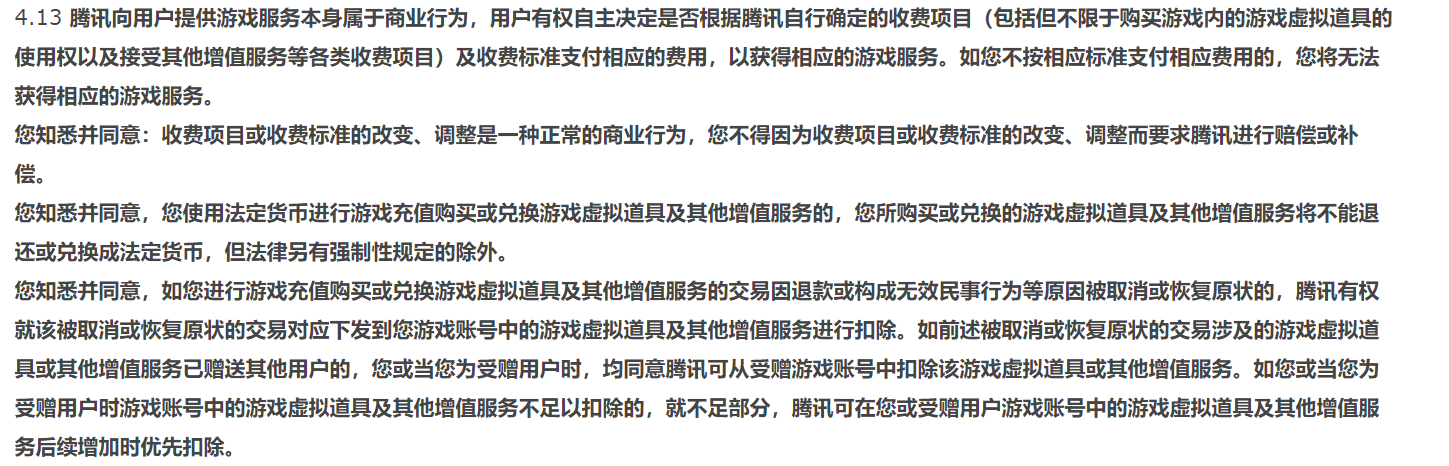 4.13 腾讯向用户提供游戏服务本身属于商业行为，用户有权自主决定是否根据腾讯自行确定的收费项目（包括但不限于购买游戏内的游戏虚拟道具的
使用权以及接受其他增值服务等各类收费项目）及收费标准支付相应的费用，以获得相应的游戏服务。如您不按相应标准支付相应费用的，您将无法
获得相应的游戏服务。
您知悉并同意：收费项目或收费标准的改变、调整是一种正常的商业行为，您不得因为收费项目或收费标准的改变、调整而要求腾讯进行赔偿或补
偿。
您知悉并同意，您使用法定货币进行游戏充值购买或兑换游戏虚拟道具及其他增值服务的，您所购买或兑换的游戏虚拟道具及其他增值服务将不能退
还或兑换成法定货币，但法律另有强制性规定的除外。
您知悉并同意，如您进行游戏充值购买或兑换游戏虚拟道具及其他增值服务的交易因退款或构成无效民事行为等原因被取消或恢复原状的，腾讯有权
就该被取消或恢复原状的交易对应下发到您游戏账号中的游戏虚拟道具及其他增值服务进行扣除。如前述被取消或恢复原状的交易涉及的游戏虚拟道
具或其他增值服务已赠送其他用户的，您或当您为受赠用户时，均同意腾讯可从受赠游戏账号中扣除该游戏虚拟道具或其他增值服务。如您或当您为
受赠用户时游戏账号中的游戏虚拟道具及其他增值服务不足以扣除的，就不足部分，腾讯可在您或受赠用户游戏账号中的游戏虚拟道具及其他增值服
务后续增加时优先扣除。